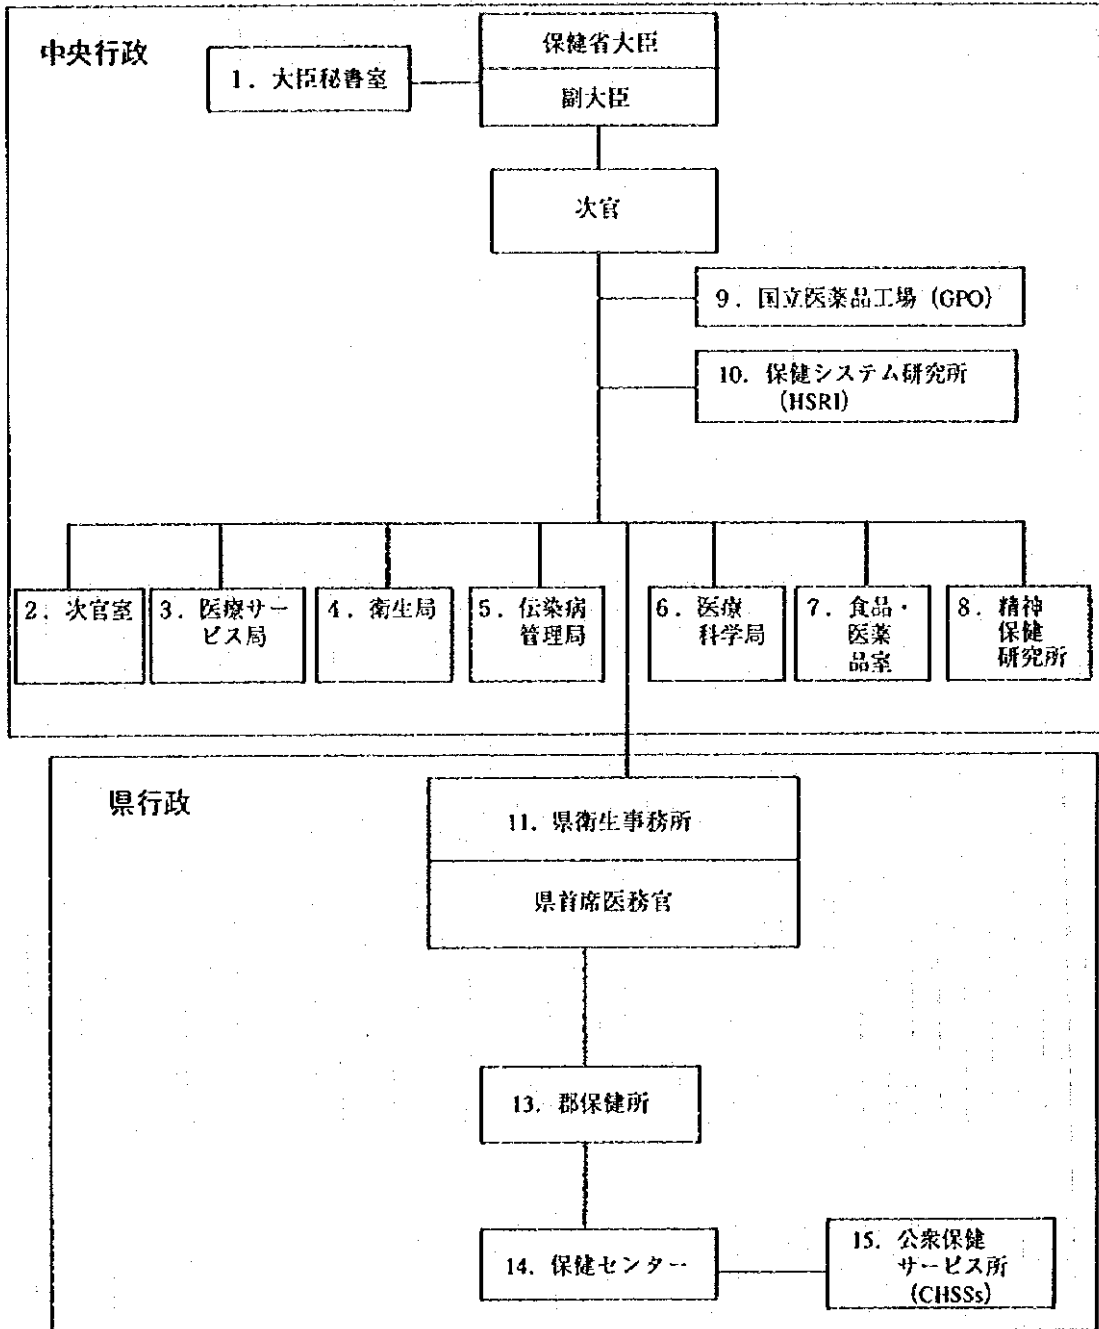 中央行政
保健省大臣
1. 大臣秘書室
副大臣
次官
9. 国立医薬品工場 (GPO)
10. 保健システム研究所
(HSRI)
2. 次官室
3. 医療サー
ビス局
4. 衛生局
5. 伝染病
管理局
6. 医療
科学局
7. 食品・
医薬
品室
8. 精神
保健
研究所
県行政
11. 県衛生事務所
県首席医務官
13. 郡保健所
14. 保健センター
15. 公衆保健
サービス所
(CHSSs)